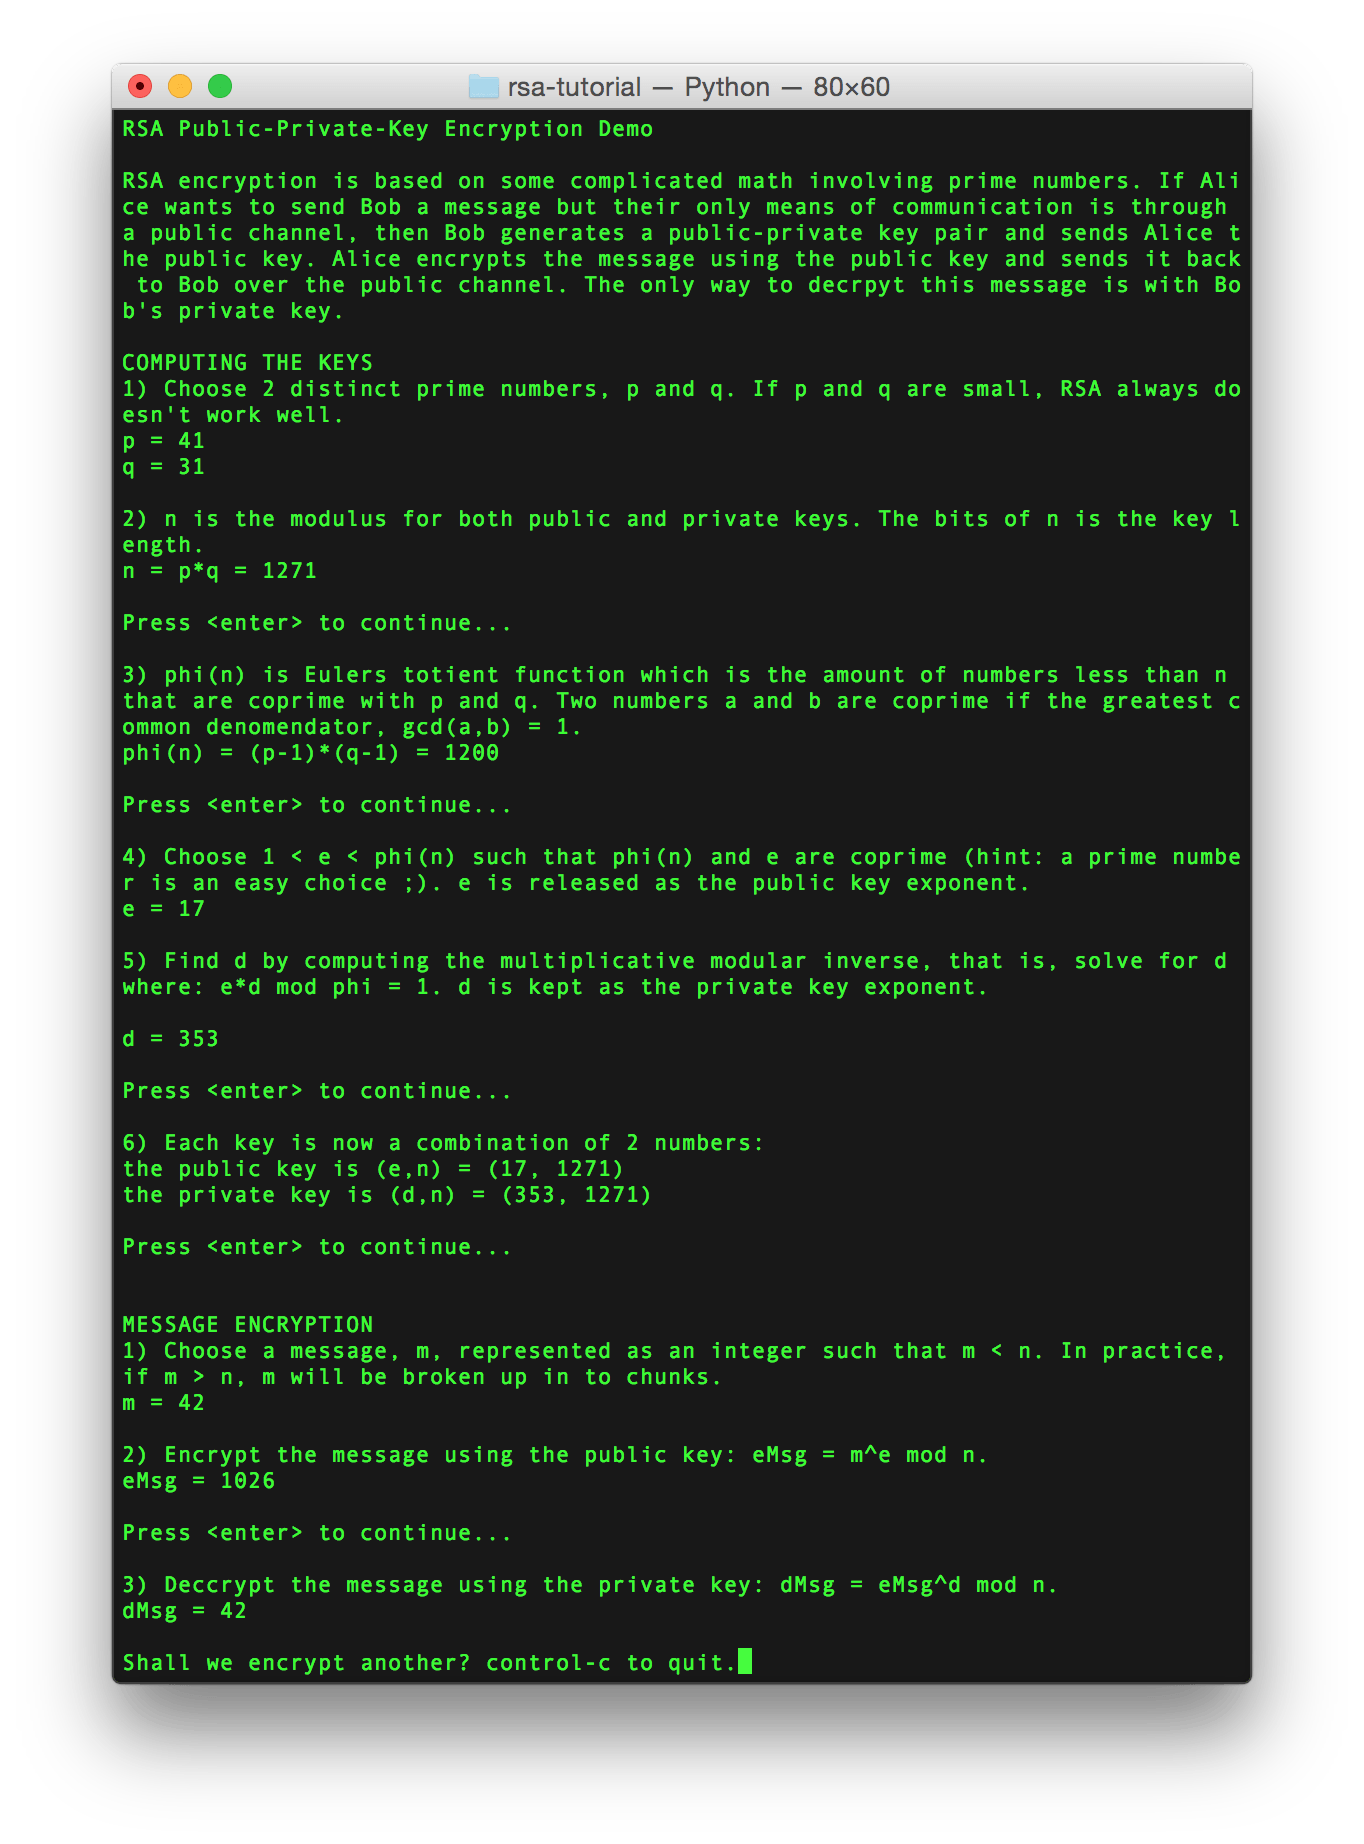 rsa-tutorial — Python — 80×60
RSA Public-Private-Key Encryption Demo
RSA encryption is based on some complicated math involving prime numbers. If Ali
ce wants to send Bob a message but their only means of communication is through
a public channel, then Bob generates a public-private key pair and sends Alice t
he public key. Alice encrypts the message using the public key and sends it back
 to Bob over the public channel. The only way to decrpyt this message is with Bo
b's private key.
COMPUTING THE KEYS
1) Choose 2 distinct prime numbers, p and q. If p and q are small, RSA always do
esn't work well.
p = 41
q = 31
2) n is the modulus for both public and private keys. The bits of n is the key l
ength.
n = p*q = 1271
Press <enter> to continue...
3) phi(n) is Eulers totient function which is the amount of numbers less than n
that are coprime with p and q. Two numbers a and b are coprime if the greatest c
ommon denomendator, gcd(a,b) = 1.
phi(n) = (p-1)*(q-1) = 1200
Press <enter> to continue...
4) Choose 1 < e < phi(n) such that phi(n) and e are coprime (hint: a prime numbe
r is an easy choice ;). e is released as the public key exponent.
e = 17
5) Find d by computing the multiplicative modular inverse, that is, solve for d
where: e*d mod phi = 1. d is kept as the private key exponent.
d = 353
Press <enter> to continue...
6) Each key is now a combination of 2 numbers:
the public key is (e,n) = (17, 1271)
the private key is (d,n) = (353, 1271)
Press <enter> to continue...
MESSAGE ENCRYPTION
1) Choose a message, m, represented as an integer such that m < n. In practice,
if m > n, m will be broken up in to chunks.
m = 42
2) Encrypt the message using the public key: eMsg = m^e mod n.
eMsg = 1026
Press <enter> to continue...
3) Deccrypt the message using the private key: dMsg = eMsg^d mod n.
dMsg = 42
Shall we encrypt another? control-c to quit.